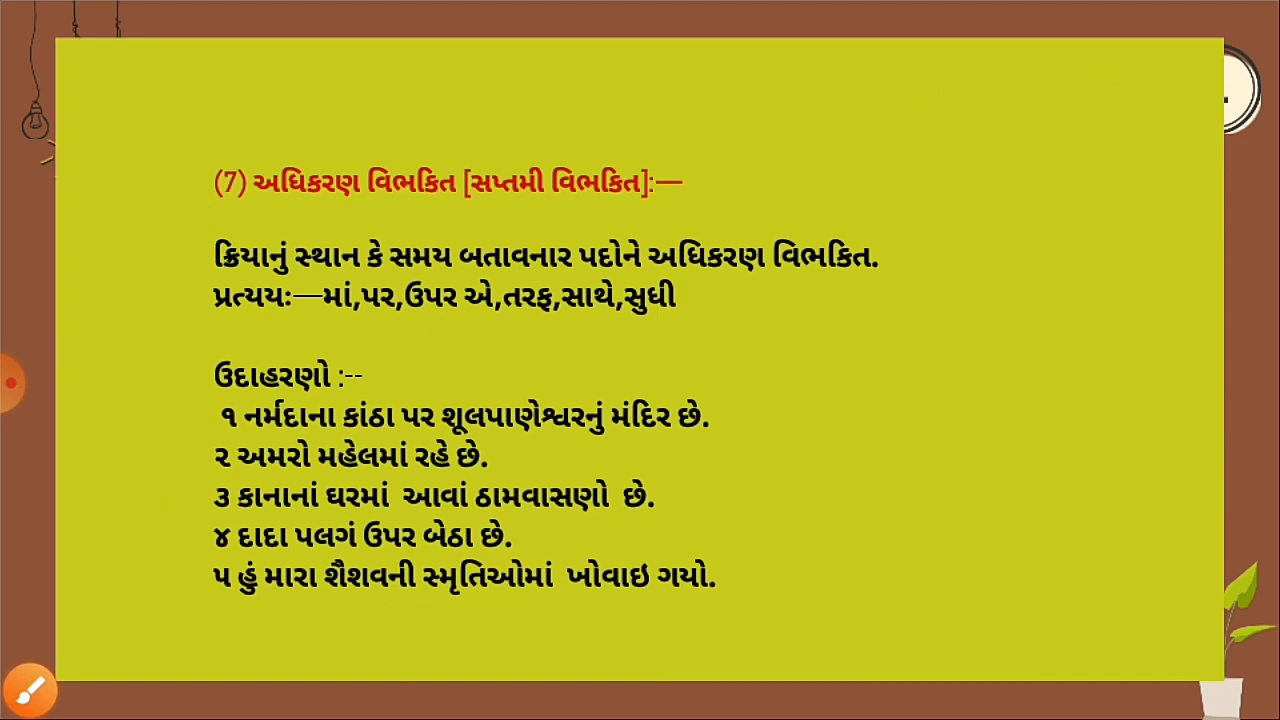 (7) અધિકરણ વિભકિત [સપ્તમી વિભકિત]:—
ક્રિયાનું સ્થાન કે સમય બતાવનાર પદોને અધિકરણ વિભકિત.
પ્રત્યયઃ—માં,પર,ઉપર એ,તરફ,સાથે,સુધી
ઉદાહરણો :--
૧ નર્મદાના કાંઠા પર શૂલપાણેશ્વરનું મંદિર છે.
૨ અમરો મહેલમાં રહે છે.
૩ કાનાનાં ઘરમાં આવાં ઠામવાસણો છે.
૪ દાદા પલગં ઉપર બેઠા છે.
૫ હું મારા શૈશવની સ્મૃતિઓમાં ખોવાઇ ગયો.